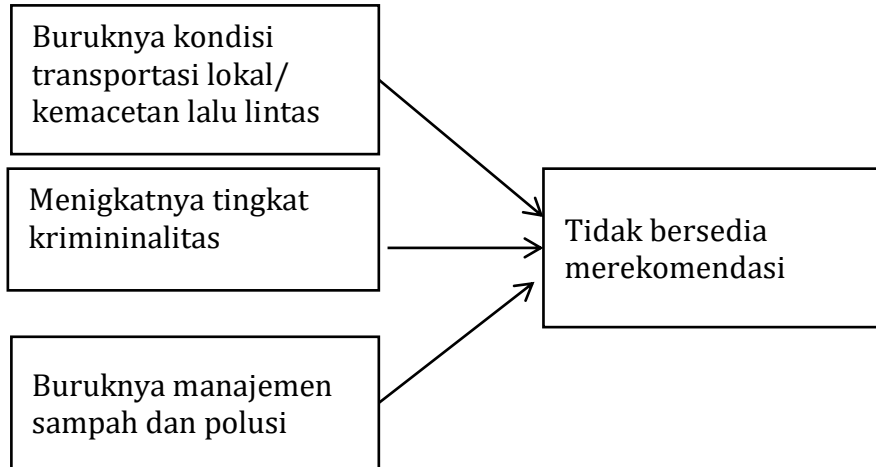 Buruknya kondisi
transportasi lokal/
kemacetan lalu lintas
Menigkatnya tingkat
krimininalitas
Tidak bersedia
merekomendasi
Buruknya manajemen
sampah dan polusi